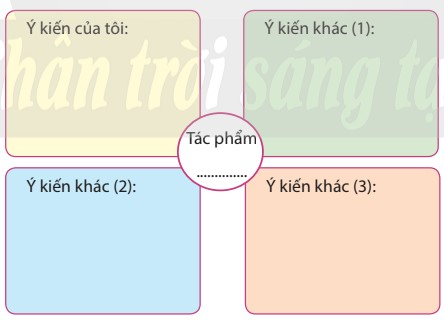 Ý kiến của tôi:
Ý kiến khác (1):
hân trời sáng tạ
Tác phẩm
..............
Ý kiến khác (2):
Ý kiến khác (3):